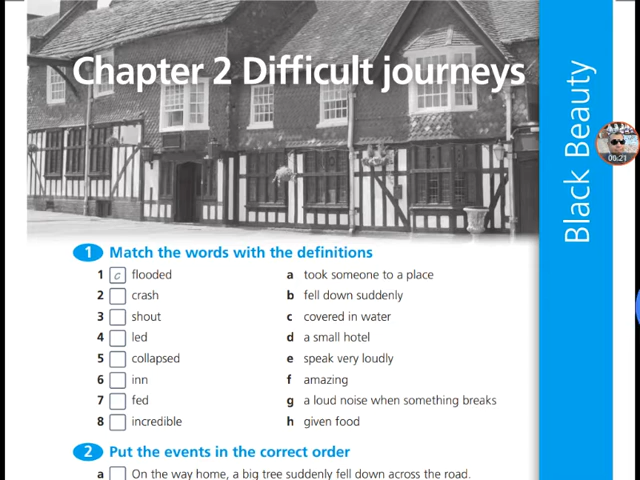 Chapter 2 Difficult journeys
Black Beauty
00:21
1 Match the words with the definitions
1 c flooded a took someone to a place
2 crash b fell down suddenly
3 shout c covered in water
4 led d a small hotel
5 collapsed e speak very loudly
6 inn f amazing
7 fed g a loud noise when something breaks
8 incredible h given food
2 Put the events in the correct order
a On the way home, a big tree suddenly fell down across the road.